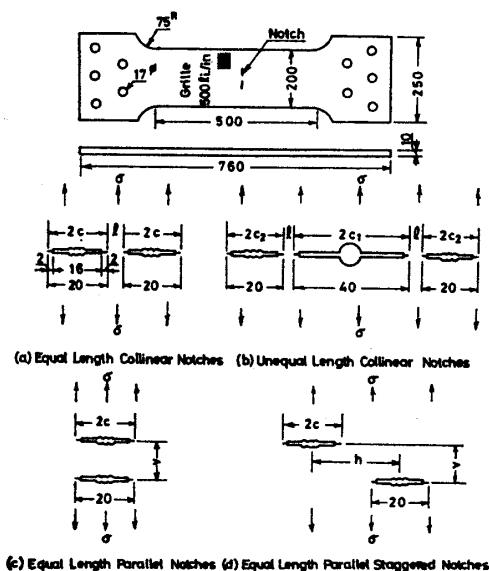 75ᴿ
Notch
17ᶲ
Grille
500 ℓi/in
200
250
500
10
760
σ
2c ℓ 2c
2 16 2
20 20
σ
σ
2c₂ ℓ 2c₁ ℓ 2c₂
20 40 20
σ
(a) Equal Length Collinear Notches (b) Unequal Length Collinear Notches
σ
2c
v
20
σ
σ
2c
h
v
20
σ
(c) Equal Length Parallel Notches (d) Equal Length Parallel Staggered Notches